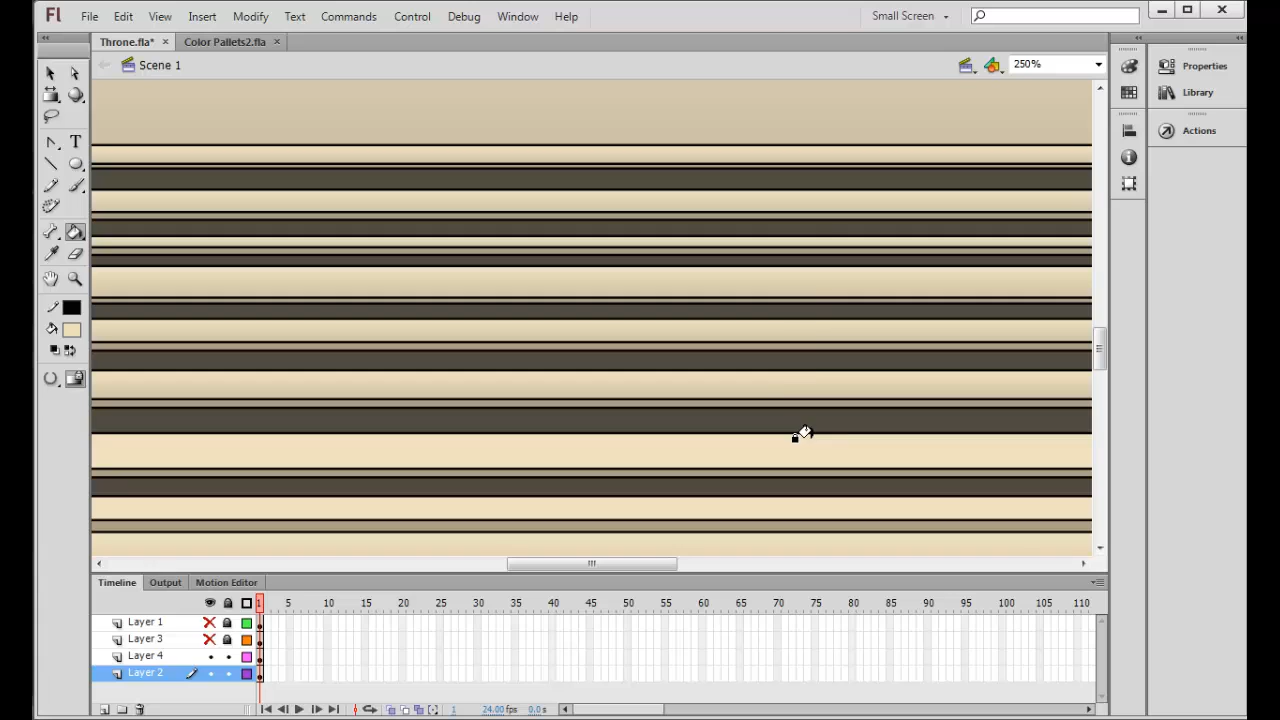 Fl File Edit View Insert Modify Text Commands Control Debug Window Help Small Screen
Throne.fla* × Color Pallets2.fla ×
Scene 1 250%
Properties
Library
Actions
T
Timeline Output Motion Editor
1 5 10 15 20 25 30 35 40 45 50 55 60 65 70 75 80 85 90 95 100 105 110
Layer 1
Layer 3
Layer 4
Layer 2
1 24.00 fps 0.0 s